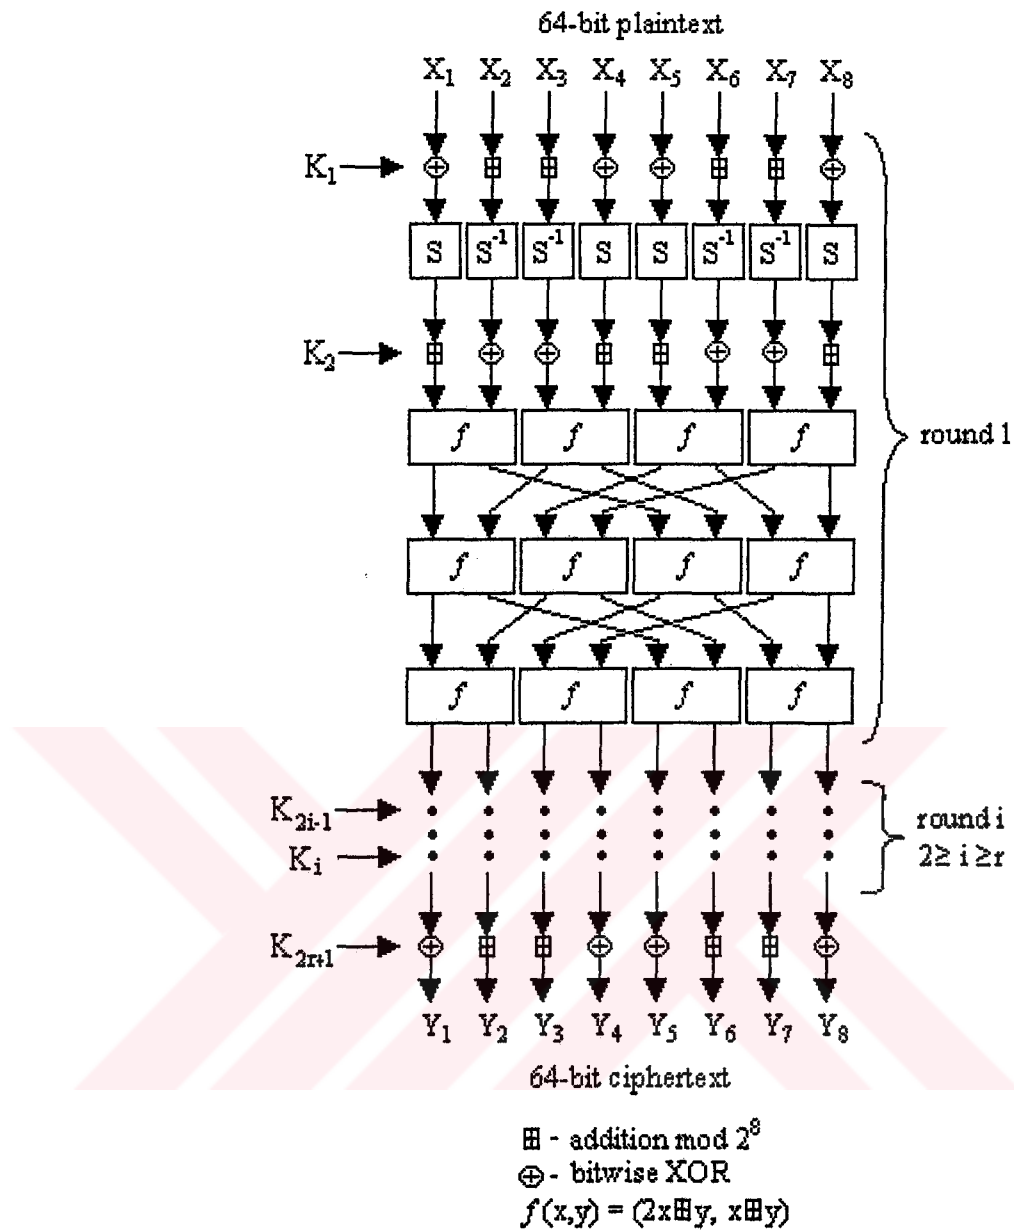 64-bit plaintext
X₁ X₂ X₃ X₄ X₅ X₆ X₇ X₈
K₁
S S⁻¹ S⁻¹ S S S⁻¹ S⁻¹ S
K₂
f f f f
round 1
f f f f
f f f f
K₂ᵢ₋₁
round i
Kᵢ
2≥ i ≥r
K₂ᵣ₊₁
Y₁ Y₂ Y₃ Y₄ Y₅ Y₆ Y₇ Y₈
64-bit ciphertext
⊞ - addition mod 2⁸
⊕ - bitwise XOR
f(x,y) = (2x⊞y, x⊞y)